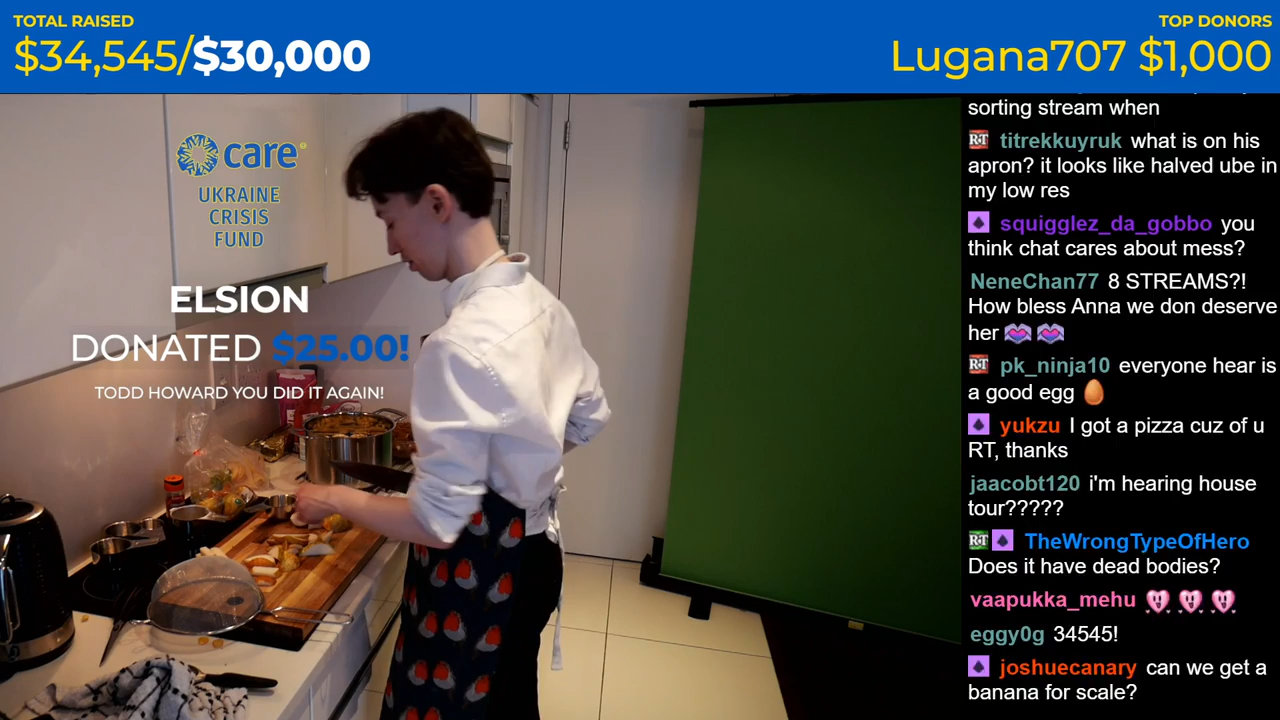 TOTAL RAISED
$34,545/$30,000
TOP DONORS
Lugana707 $1,000
care
UKRAINE
CRISIS
FUND
ELSION
DONATED $25.00!
TODD HOWARD YOU DID IT AGAIN!
sorting stream when
RT titrekkuyruk what is on his
apron? it looks like halved ube in
my low res
squigglez_da_gobbo you
think chat cares about mess?
NeneChan77 8 STREAMS?!
How bless Anna we don deserve
her
RT pk_ninja10 everyone hear is
a good egg
yukzu I got a pizza cuz of u
RT, thanks
jaacobt120 i'm hearing house
tour?????
RT TheWrongTypeOfHero
Does it have dead bodies?
vaapukka_mehu
eggy0g 34545!
joshuecanary can we get a
banana for scale?